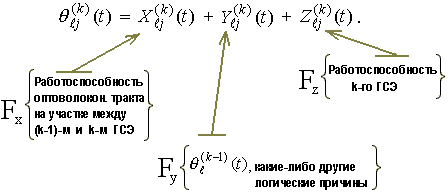 θ_{ℓj}^{(k)}(t) = X_{ℓj}^{(k)}(t) + Y_{ℓj}^{(k)}(t) + Z_{ℓj}^{(k)}(t).
F_x { Работоспособность
оптоволокон. тракта
на участке между
(k-1)-м и k-м ГСЭ }
F_z { Работоспособность
k-го ГСЭ }
F_y { θ_ℓ^{(k-1)}(t), какие-либо другие
логические причины }